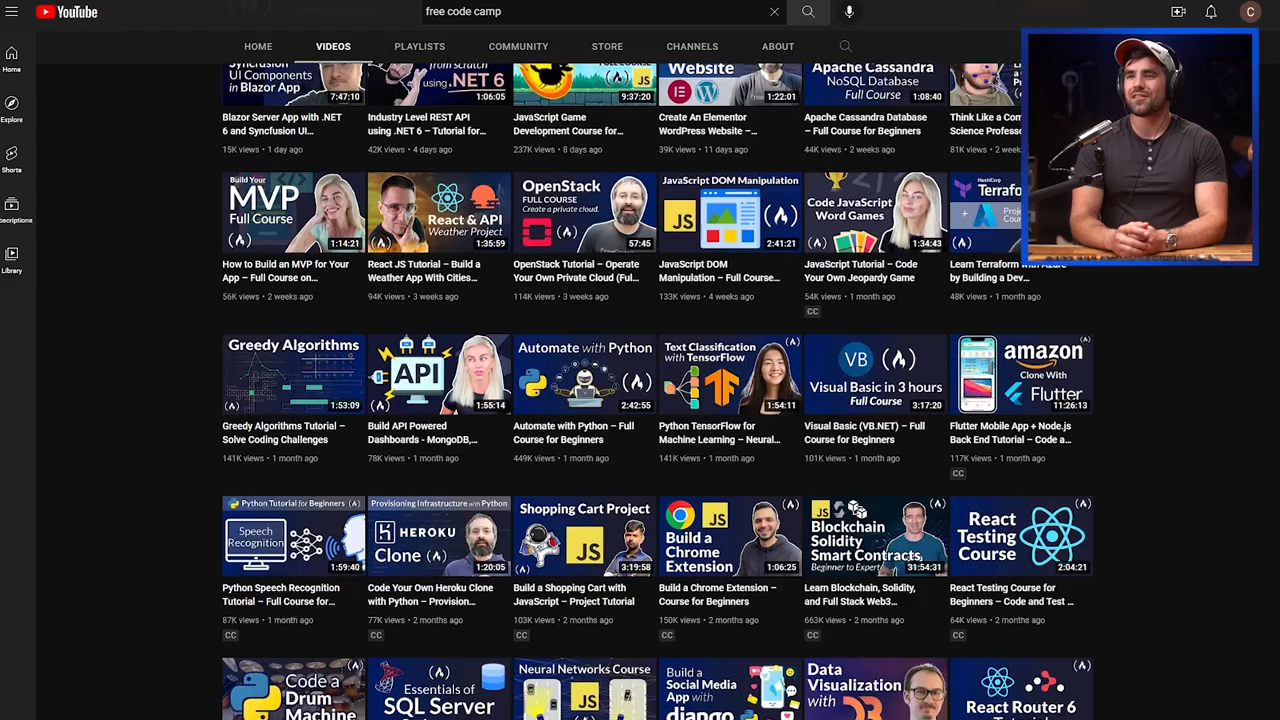 YouTube
free code camp
C
HOME VIDEOS PLAYLISTS COMMUNITY STORE CHANNELS ABOUT
Home
Explore
Shorts
Library
UI Components
in Blazor App
7:47:10
from scratch
using .NET 6
1:06:05
JS
9:37:20
Website
1:22:01
Apache Cassandra
NoSQL Database
Full Course
1:08:40
Blazor Server App with .NET
6 and Syncfusion UI...
15K views • 1 day ago
Industry Level REST API
using .NET 6 – Tutorial for...
42K views • 4 days ago
JavaScript Game
Development Course for...
237K views • 8 days ago
Create An Elementor
WordPress Website –...
39K views • 11 days ago
Apache Cassandra Database
– Full Course for Beginners
44K views • 2 weeks ago
Think Like a
Science Professo
81K views • 2
Build Your
MVP
Full Course
1:14:21
React & API
Weather Project
1:35:59
OpenStack
FULL COURSE
Create a private cloud.
57:45
JavaScript DOM Manipulation
JS
2:41:21
Code JavaScript
Word Games
1:34:43
HashiCorp
How to Build an MVP for Your
App – Full Course on...
56K views • 2 weeks ago
React JS Tutorial – Build a
Weather App With Cities...
94K views • 3 weeks ago
OpenStack Tutorial – Operate
Your Own Private Cloud (Ful...
114K views • 3 weeks ago
JavaScript DOM
Manipulation – Full Course...
133K views • 4 weeks ago
JavaScript Tutorial – Code
Your Own Jeopardy Game
54K views • 1 month ago
CC
Learn Terraform with Azure
by Building a Dev...
48K views • 1 month ago
Greedy Algorithms
1:53:09
API
1:55:14
Automate with Python
2:42:55
Text Classification
with TensorFlow
1:54:11
VB
Visual Basic in 3 hours
Full Course
3:17:20
amazon
Clone With
Flutter
11:26:13
Greedy Algorithms Tutorial –
Solve Coding Challenges
141K views • 1 month ago
Build API Powered
Dashboards - MongoDB,...
78K views • 1 month ago
Automate with Python – Full
Course for Beginners
449K views • 1 month ago
Python TensorFlow for
Machine Learning – Neural...
141K views • 1 month ago
Visual Basic (VB.NET) – Full
Course for Beginners
101K views • 1 month ago
Flutter Mobile App + Node.js
Back End Tutorial – Code a...
117K views • 1 month ago
CC
Python Tutorial for Beginners
Speech
Recognition
1:59:40
Provisioning Infrastructure with Python
HEROKU
Clone
1:20:05
Shopping Cart Project
JS
3:19:58
JS
Build a
Chrome
Extension
1:06:25
JS
Blockchain
Solidity
Smart Contracts
Beginner to Expert
31:54:31
React
Testing
Course
2:04:21
Python Speech Recognition
Tutorial – Full Course for...
87K views • 1 month ago
CC
Code Your Own Heroku Clone
with Python – Provision...
77K views • 2 months ago
CC
Build a Shopping Cart with
JavaScript – Project Tutorial
103K views • 2 months ago
CC
Build a Chrome Extension –
Course for Beginners
150K views • 2 months ago
CC
Learn Blockchain, Solidity,
and Full Stack Web3...
663K views • 2 months ago
CC
React Testing Course for
Beginners – Code and Test ...
64K views • 2 months ago
CC
Code a
Drum
Machine
Essentials of
SQL Server
Neural Networks Course
JS
Build a
Social Media
App with
django
Data
Visualization
React Router 6